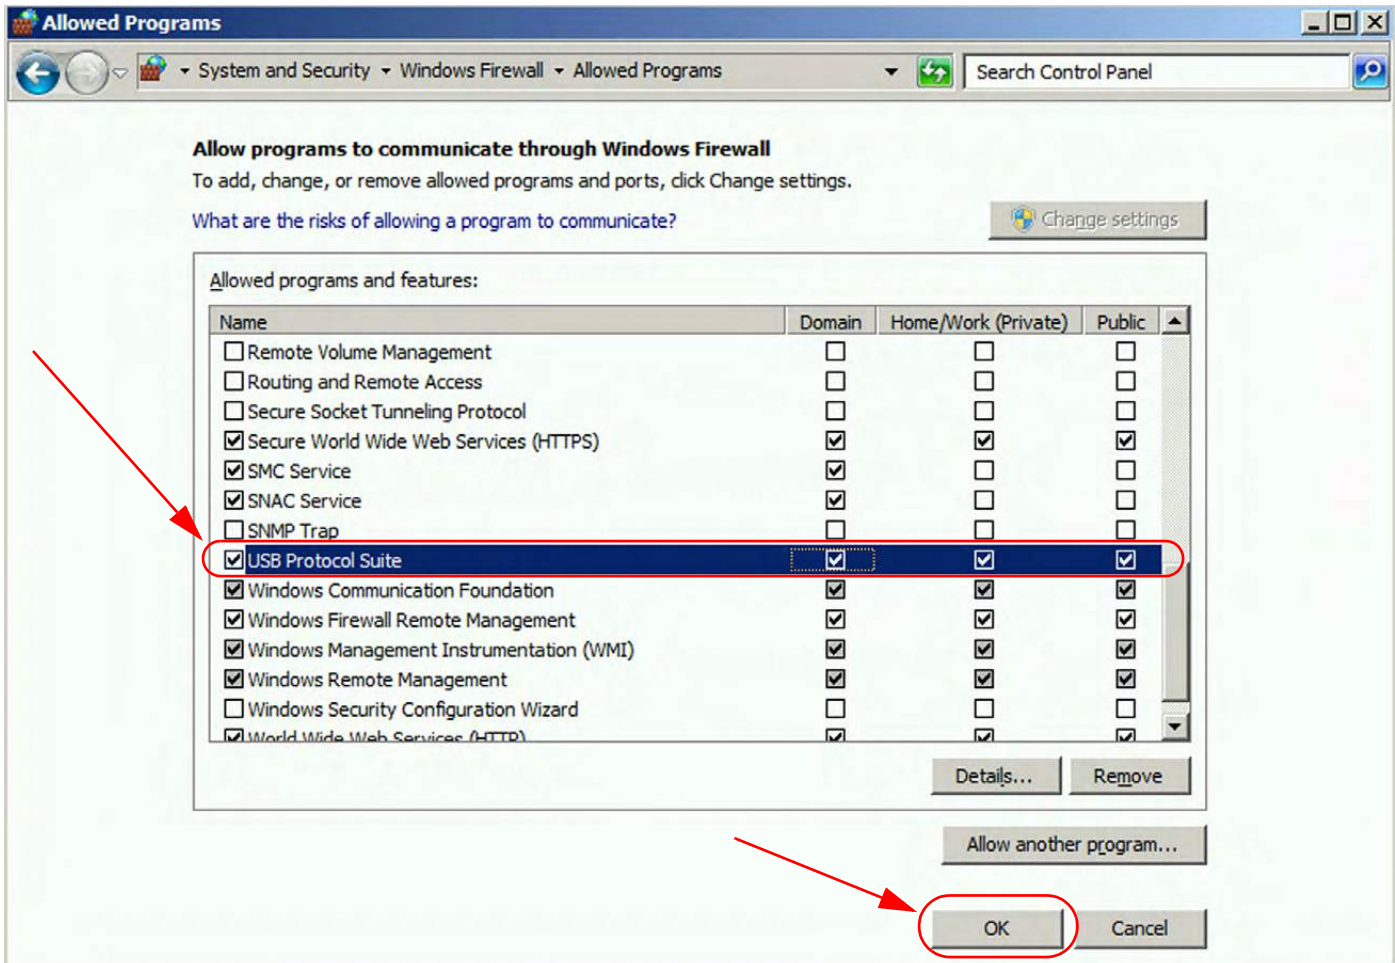 Allowed Programs
System and Security Windows Firewall Allowed Programs Search Control Panel
Allow programs to communicate through Windows Firewall
To add, change, or remove allowed programs and ports, click Change settings.
What are the risks of allowing a program to communicate? Change settings
Allowed programs and features:
Name Domain Home/Work (Private) Public
Remote Volume Management
Routing and Remote Access
Secure Socket Tunneling Protocol
Secure World Wide Web Services (HTTPS)
SMC Service
SNAC Service
SNMP Trap
USB Protocol Suite
Windows Communication Foundation
Windows Firewall Remote Management
Windows Management Instrumentation (WMI)
Windows Remote Management
Windows Security Configuration Wizard
World Wide Web Services (HTTP)
Details... Remove
Allow another program...
OK Cancel